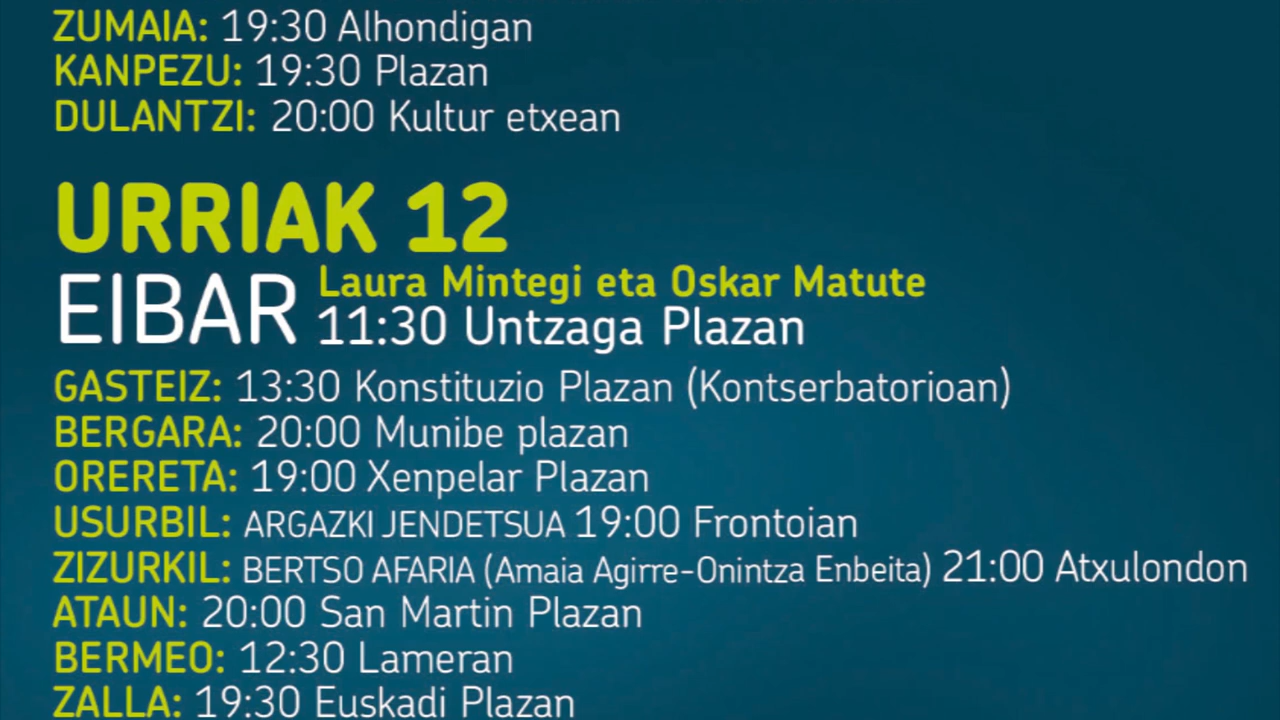 ZUMAIA: 19:30 Alhondigan
KANPEZU: 19:30 Plazan
DULANTZI: 20:00 Kultur etxean
URRIAK 12
EIBAR Laura Mintegi eta Oskar Matute
11:30 Untzaga Plazan
GASTEIZ: 13:30 Konstituzio Plazan (Kontserbatorioan)
BERGARA: 20:00 Munibe plazan
ORERETA: 19:00 Xenpelar Plazan
USURBIL: ARGAZKI JENDETSUA 19:00 Frontoian
ZIZURKIL: BERTSO AFARIA (Amaia Agirre-Onintza Enbeita) 21:00 Atxulondon
ATAUN: 20:00 San Martin Plazan
BERMEO: 12:30 Lameran
ZALLA: 19:30 Euskadi Plazan